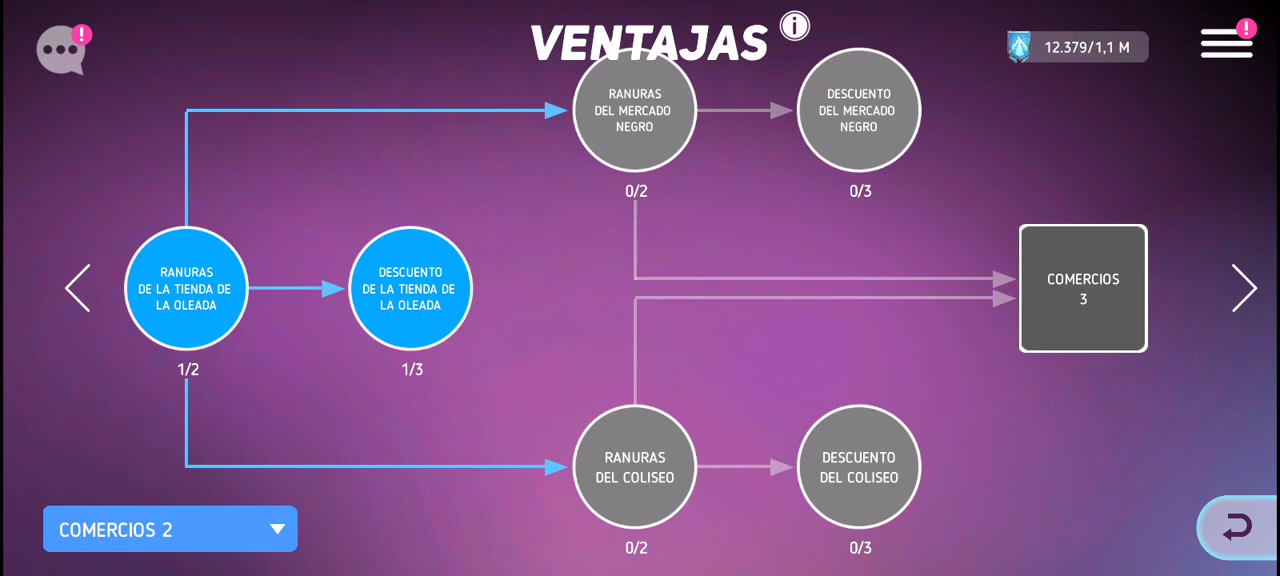 VENTAJAS
i
!
12.379/1,1 M
!
RANURAS
DEL MERCADO
NEGRO
0/2
DESCUENTO
DEL MERCADO
NEGRO
0/3
RANURAS
DE LA TIENDA DE
LA OLEADA
1/2
DESCUENTO
DE LA TIENDA DE
LA OLEADA
1/3
COMERCIOS
3
RANURAS
DEL COLISEO
0/2
DESCUENTO
DEL COLISEO
0/3
COMERCIOS 2